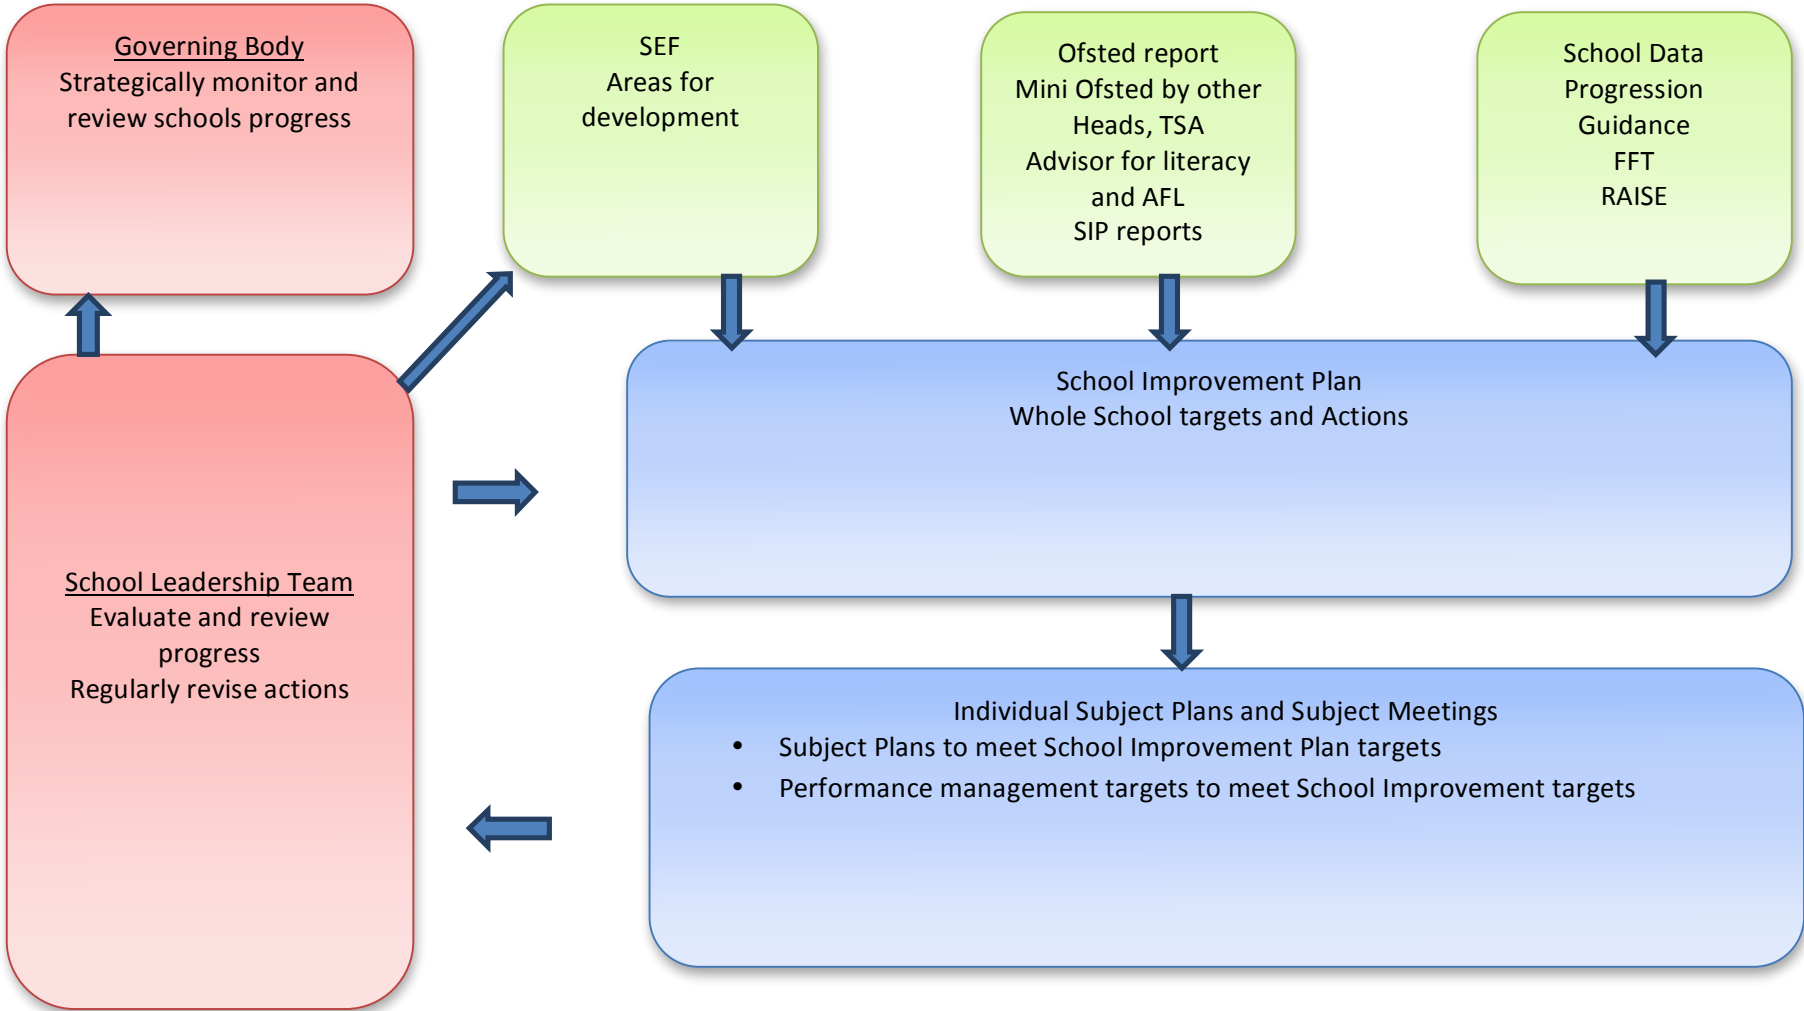 Governing Body
Strategically monitor and
review schools progress
SEF
Areas for
development
Ofsted report
Mini Ofsted by other
Heads, TSA
Advisor for literacy
and AFL
SIP reports
School Data
Progression
Guidance
FFT
RAISE
School Improvement Plan
Whole School targets and Actions
School Leadership Team
Evaluate and review
progress
Regularly revise actions
Individual Subject Plans and Subject Meetings
• Subject Plans to meet School Improvement Plan targets
• Performance management targets to meet School Improvement targets